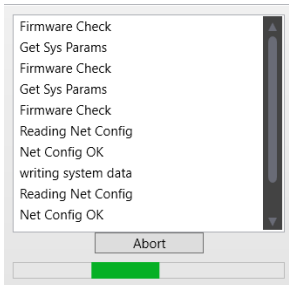 Firmware Check
Get Sys Params
Firmware Check
Get Sys Params
Firmware Check
Reading Net Config
Net Config OK
writing system data
Reading Net Config
Net Config OK
Abort